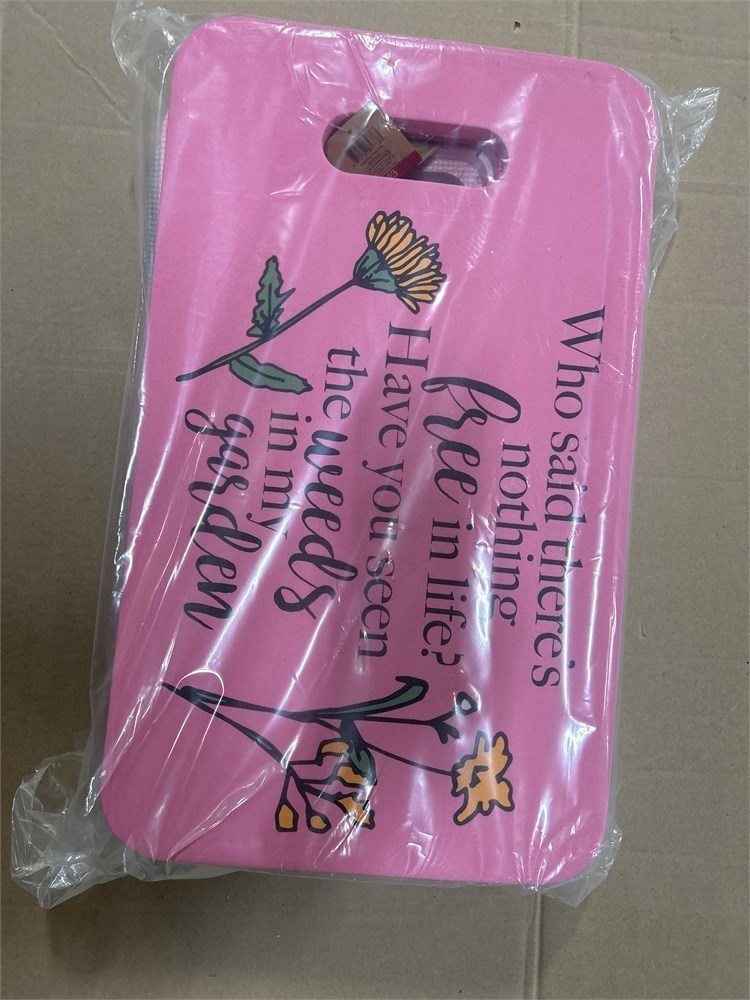 Who said there's
nothing
free in life?
Have you seen
the weeds
in my
garden